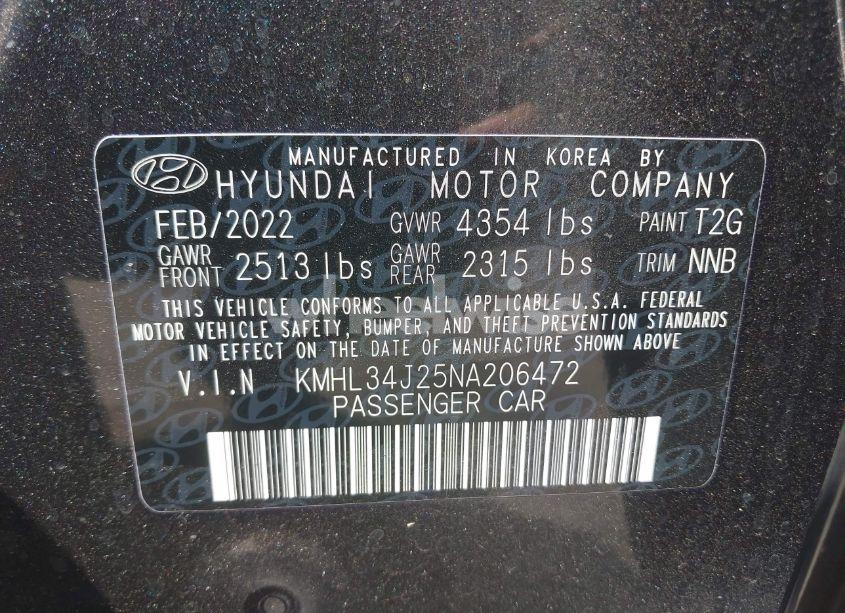 MANUFACTURED IN KOREA BY
HYUNDAI MOTOR COMPANY
FEB/2022 GVWR 4354 lbs PAINT T2G
GAWR FRONT 2513 lbs GAWR REAR 2315 lbs TRIM NNB
THIS VEHICLE CONFORMS TO ALL APPLICABLE U.S.A. FEDERAL
MOTOR VEHICLE SAFETY, BUMPER, AND THEFT PREVENTION STANDARDS
IN EFFECT ON THE DATE OF MANUFACTURE SHOWN ABOVE
V.I.N KMHL34J25NA206472
PASSENGER CAR